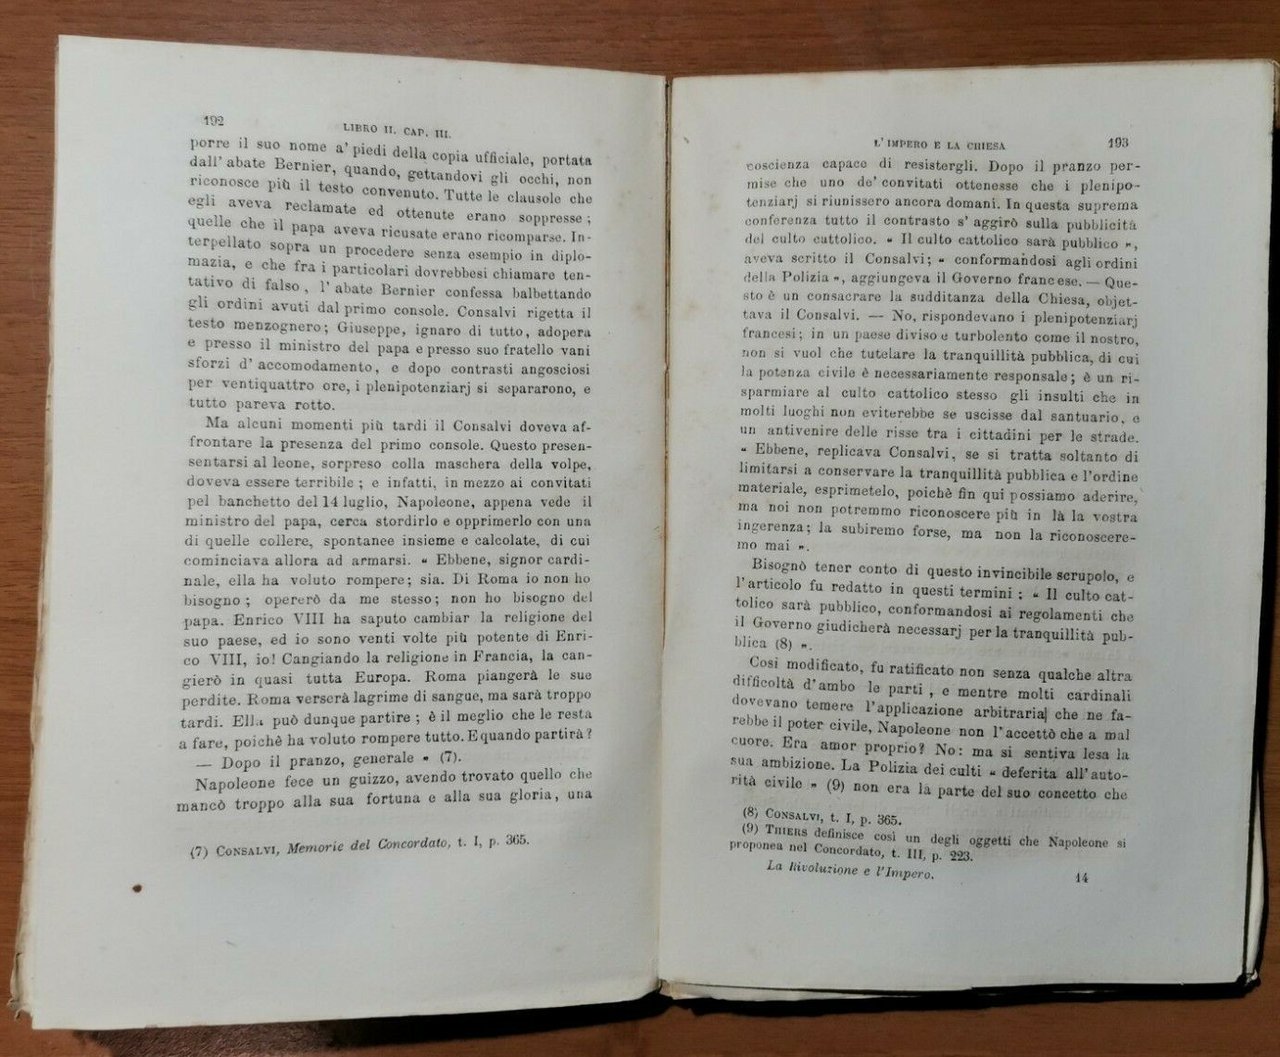 192
LIBRO II. CAP. III.
porre il suo nome a' piedi della copia ufficiale, portata
dall' abate Bernier, quando, gettandovi gli occhi, non
riconosce più il testo convenuto. Tutte le clausole che
egli aveva reclamate ed ottenute erano soppresse;
quelle che il papa aveva ricusate erano ricomparse. In-
terpellato sopra un procedere senza esempio in diplo-
mazia, e che fra i particolari dovrebbesi chiamare ten-
tativo di falso, l' abate Bernier confessa balbettando
gli ordini avuti dal primo console. Consalvi rigetta il
testo menzognero; Giuseppe, ignaro di tutto, adopera
e presso il ministro del papa e presso suo fratello vani
sforzi d' accomodamento, e dopo contrasti angosciosi
per ventiquattro ore, i plenipotenziarj si separarono, e
tutto pareva rotto.
Ma alcuni momenti più tardi il Consalvi doveva af-
frontare la presenza del primo console. Questo presen-
sentarsi al leone, sorpreso colla maschera della volpe,
doveva essere terribile; e infatti, in mezzo ai convitati
pel banchetto del 14 luglio, Napoleone, appena vede il
ministro del papa, cerca stordirlo e opprimerlo con una
di quelle collere, spontanee insieme e calcolate, di cui
cominciava allora ad armarsi. « Ebbene, signor cardi-
nale, ella ha voluto rompere; sia. Di Roma io non ho
bisogno; opererò da me stesso; non ho bisogno del
papa. Enrico VIII ha saputo cambiar la religione del
suo paese, ed io sono venti volte più potente di Enri-
co VIII, io! Cangiando la religione in Francia, la can-
gierò in quasi tutta Europa. Roma piangerà le sue
perdite. Roma verserà lagrime di sangue, ma sarà troppo
tardi. Ella può dunque partire; è il meglio che le resta
a fare, poichè ha voluto rompere tutto. E quando partirà?
— Dopo il pranzo, generale » (7).
Napoleone fece un guizzo, avendo trovato quello che
mancò troppo alla sua fortuna e alla sua gloria, una
(7) CONSALVI, Memorie del Concordato, t. I, p. 365.
L' IMPERO E LA CHIESA
193
coscienza capace di resistergli. Dopo il pranzo per-
mise che uno de' convitati ottenesse che i plenipo-
tenziarj si riunissero ancora domani. In questa suprema
conferenza tutto il contrasto s' aggirò sulla pubblicità
del culto cattolico. « Il culto cattolico sarà pubblico »,
aveva scritto il Consalvi; « conformandosi agli ordini
della Polizia », aggiungeva il Governo francese. — Que-
sto è un consacrare la sudditanza della Chiesa, objet-
tava il Consalvi. — No, rispondevano i plenipotenziarj
francesi; in un paese diviso e turbolento come il nostro,
non si vuol che tutelare la tranquillità pubblica, di cui
la potenza civile è necessariamente responsale; è un ri-
sparmiare al culto cattolico stesso gli insulti che in
molti luoghi non eviterebbe se uscisse dal santuario, e
un antivenire delle risse tra i cittadini per le strade.
« Ebbene, replicava Consalvi, se si tratta soltanto di
limitarsi a conservare la tranquillità pubblica e l'ordine
materiale, esprimetelo, poichè fin qui possiamo aderire,
ma noi non potremmo riconoscere più in là la vostra
ingerenza; la subiremo forse, ma non la riconoscere-
mo mai ».
Bisognò tener conto di questo invincibile scrupolo, e
l'articolo fu redatto in questi termini: « Il culto cat-
tolico sarà pubblico, conformandosi ai regolamenti che
il Governo giudicherà necessarj per la tranquillità pub-
blica (8) ».
Così modificato, fu ratificato non senza qualche altra
difficoltà d'ambo le parti, e mentre molti cardinali
dovevano temere l'applicazione arbitraria che ne fa-
rebbe il poter civile, Napoleone non l'accettò che a mal
cuore. Era amor proprio? No: ma si sentiva lesa la
sua ambizione. La Polizia dei culti « deferita all'auto-
rità civile » (9) non era la parte del suo concetto che
(8) CONSALVI, t. I, p. 365.
(9) THIERS definisce così un degli oggetti che Napoleone si
proponea nel Concordato, t. III, p. 223.
La Rivoluzione e l'Impero.
14